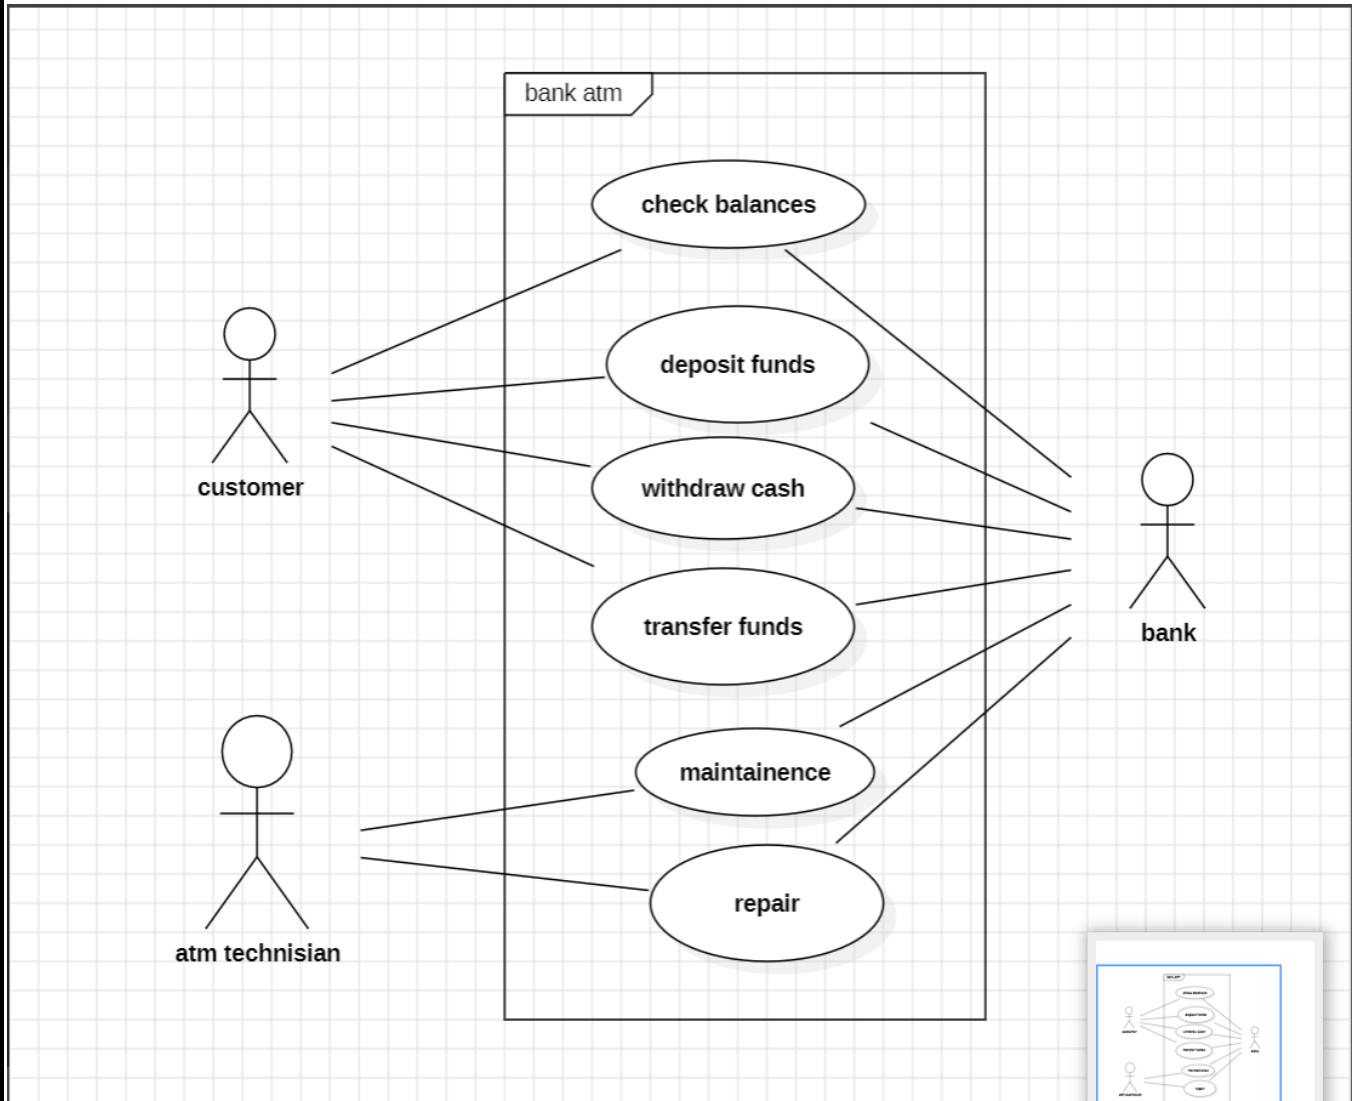 bank atm
check balances
deposit funds
customer
withdraw cash
transfer funds
bank
maintainence
repair
atm technisian